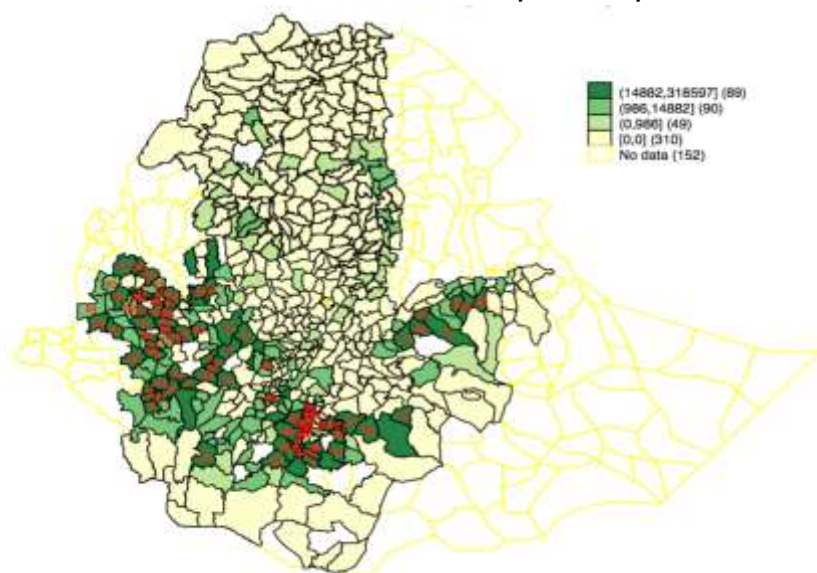 (14882,318597] (89)
(986,14882] (90)
(0,986] (49)
[0,0] (310)
No data (152)